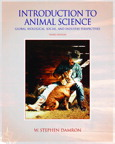 INTRODUCTION TO
ANIMAL SCIENCE
GLOBAL, BIOLOGICAL, SOCIAL, AND INDUSTRY PERSPECTIVES
W. STEPHEN DAMRON